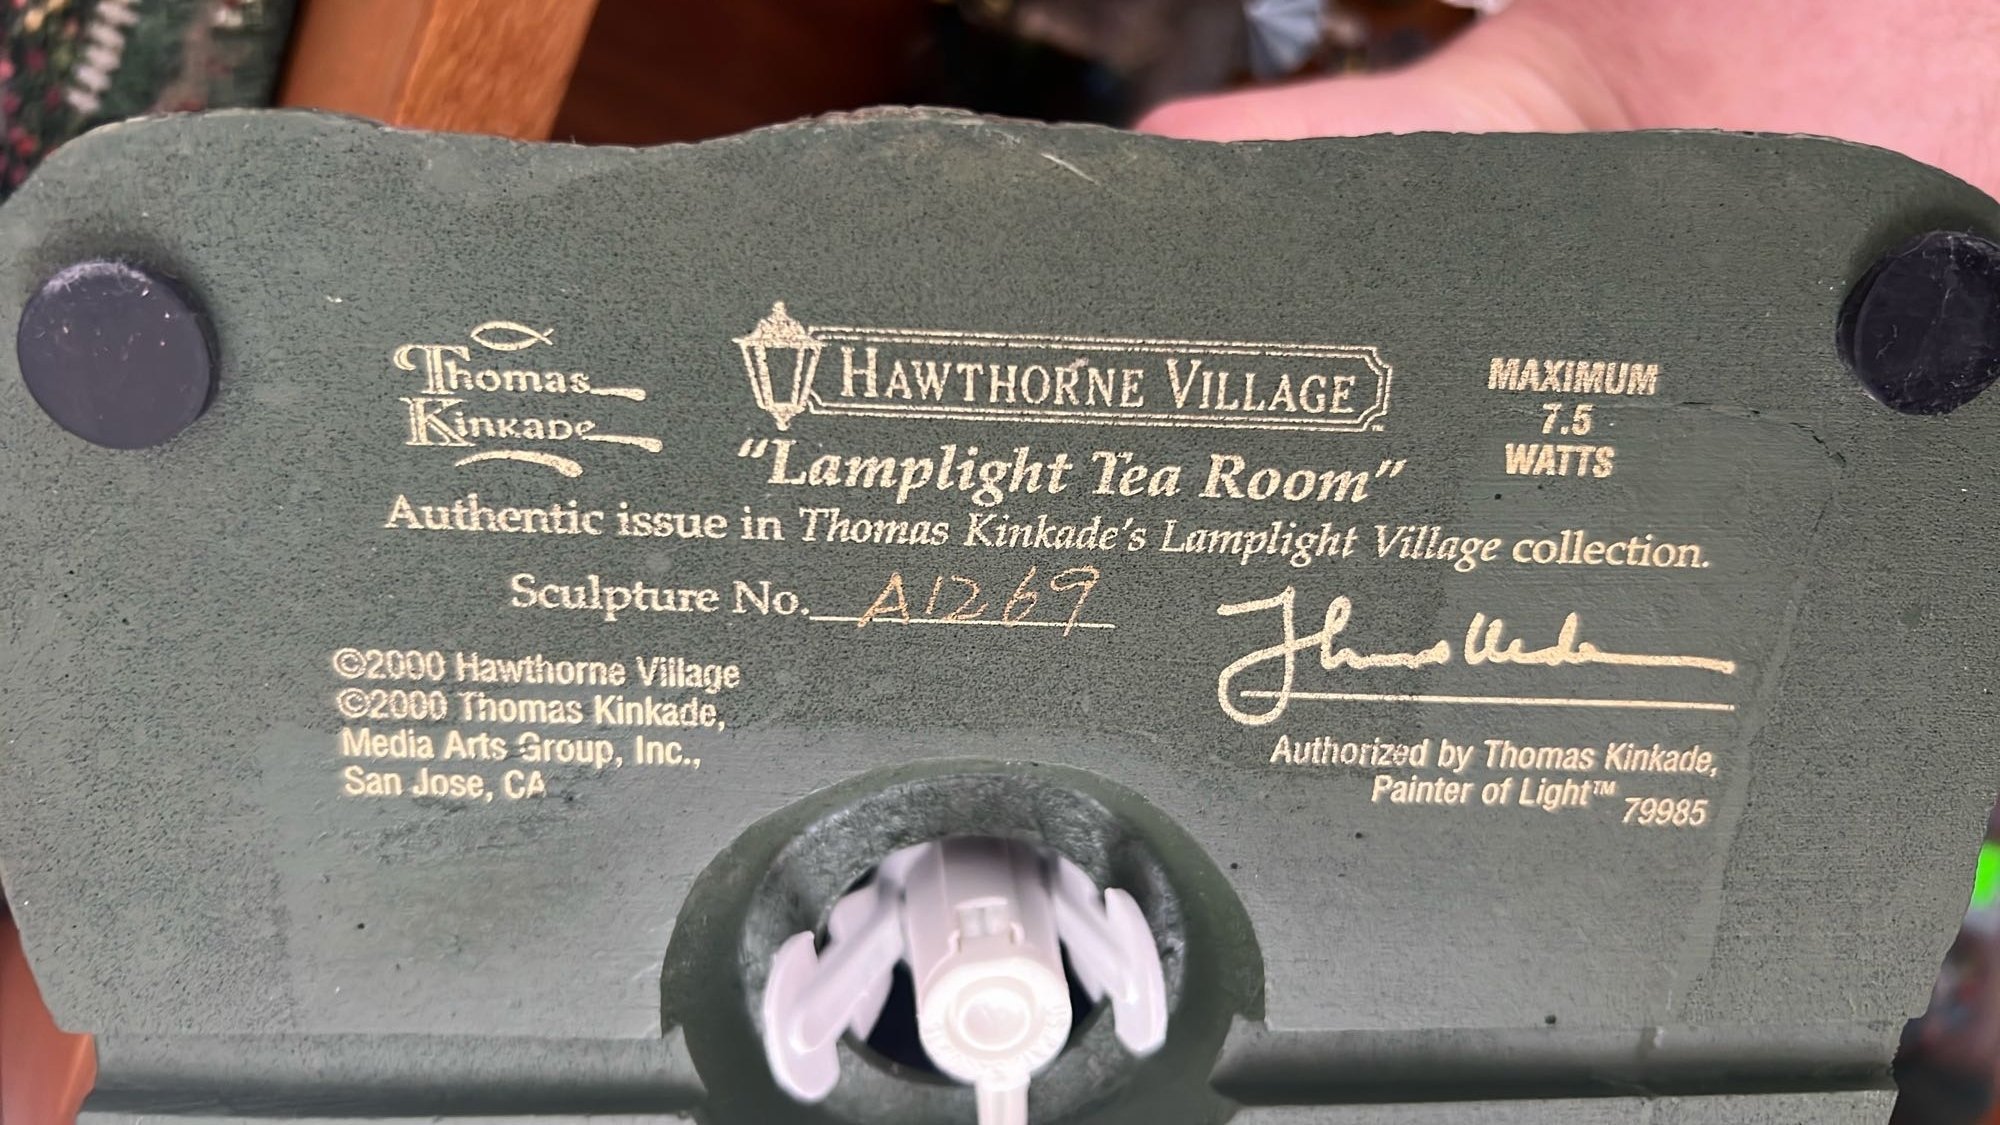 Thomas
Kinkade
HAWTHORNE VILLAGE™
MAXIMUM
7.5
WATTS
"Lamplight Tea Room"
Authentic issue in Thomas Kinkade's Lamplight Village collection.
Sculpture No. A1269
©2000 Hawthorne Village
©2000 Thomas Kinkade,
Media Arts Group, Inc.,
San Jose, CA
Authorized by Thomas Kinkade,
Painter of Light™ 79985